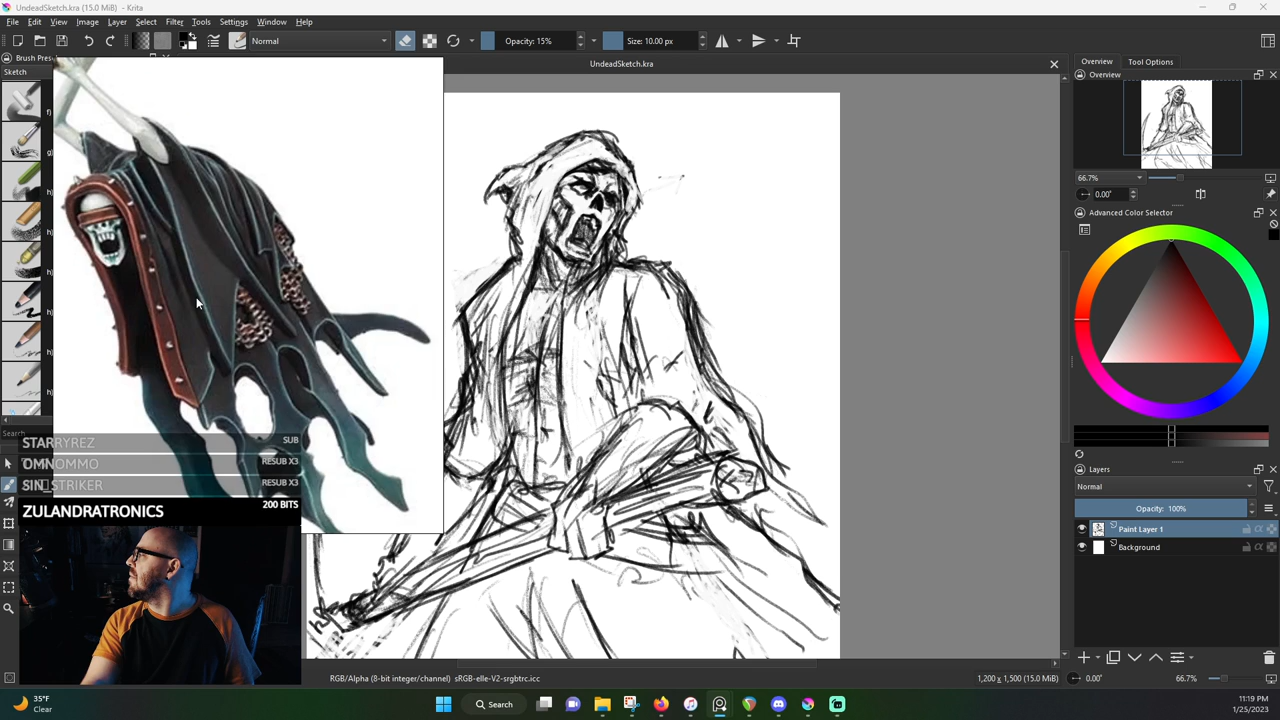 UndeadSketch.kra (15.0 MiB) - Krita
File Edit View Image Layer Select Filter Tools Settings Window Help
Normal Opacity: 15% Size: 10.00 px
Brush Pres
Sketch
UndeadSketch.kra
Overview Tool Options
Overview
66.7%
0.00°
Advanced Color Selector
Layers
Normal
Opacity: 100%
Paint Layer 1
Background
Search
STARRYREZ SUB
OMNOMMO RESUB X3
SIN_STRIKER RESUB X3
ZULANDRATRONICS 200 BITS
RGB/Alpha (8-bit integer/channel) sRGB-elle-V2-srgbtrc.icc
1,200 x 1,500 (15.0 MiB) 0.00° 66.7%
35°F
Clear
Search
11:19 PM
1/25/2023